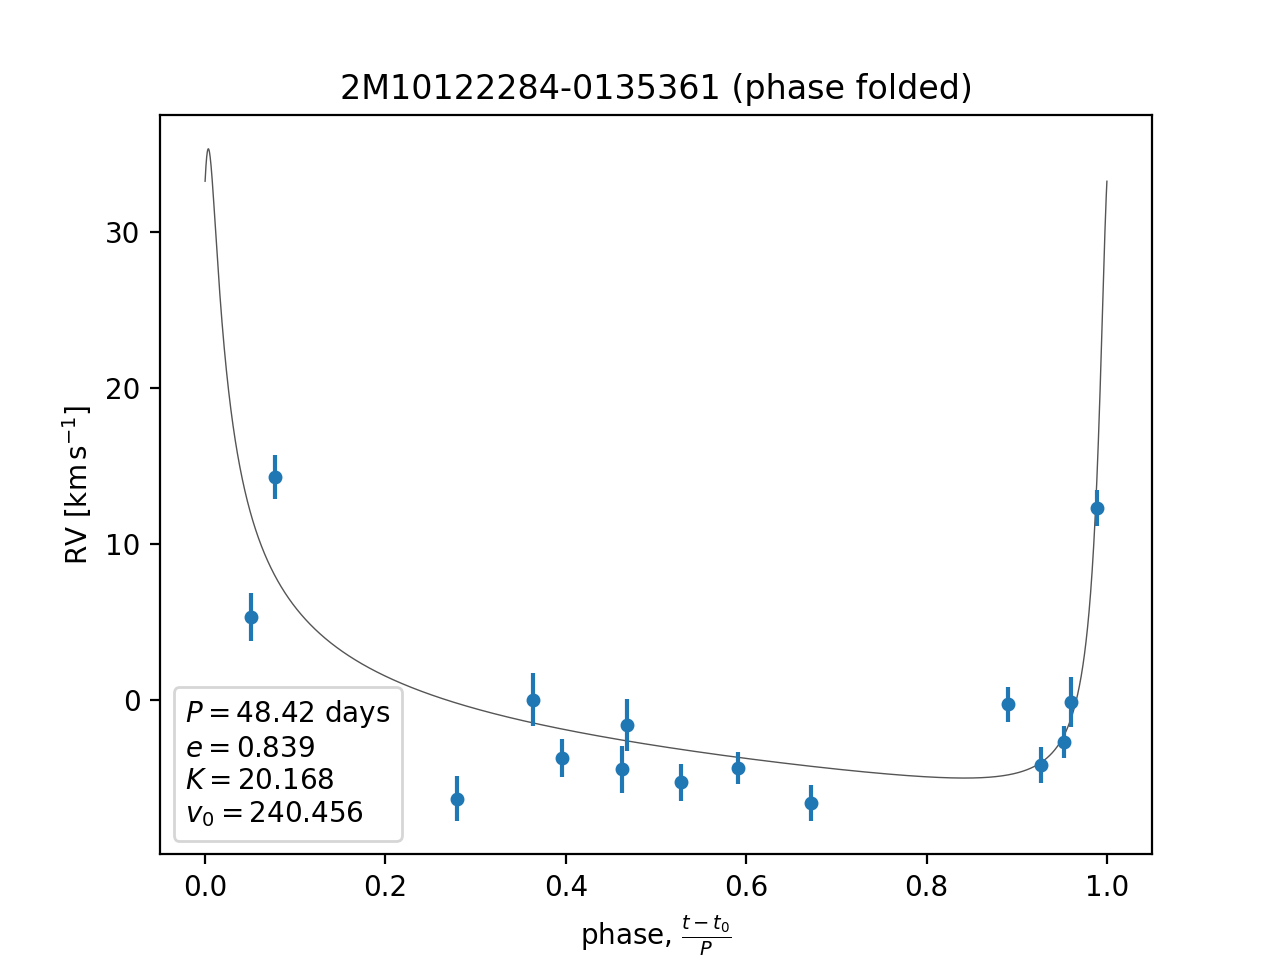 2M10122284-0135361 (phase folded)
RV [km s⁻¹]
30
20
10
0
P = 48.42 days
e = 0.839
K = 20.168
v₀ = 240.456
0.0 0.2 0.4 0.6 0.8 1.0
phase, (t − t₀)/P